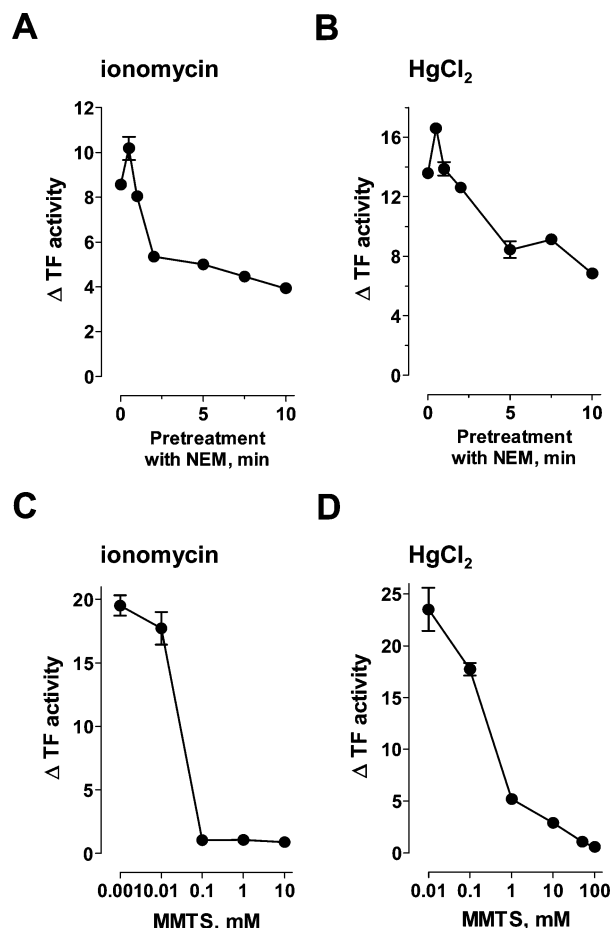 A
ionomycin
12
10
8
6
4
2
0
Δ TF activity
0 5 10
Pretreatment
with NEM, min
B
HgCl₂
16
12
8
4
0
Δ TF activity
0 5 10
Pretreatment
with NEM, min
C
ionomycin
20
15
10
5
0
Δ TF activity
0.001 0.01 0.1 1 10
MMTS, mM
D
HgCl₂
25
20
15
10
5
0
Δ TF activity
0.01 0.1 1 10 100
MMTS, mM